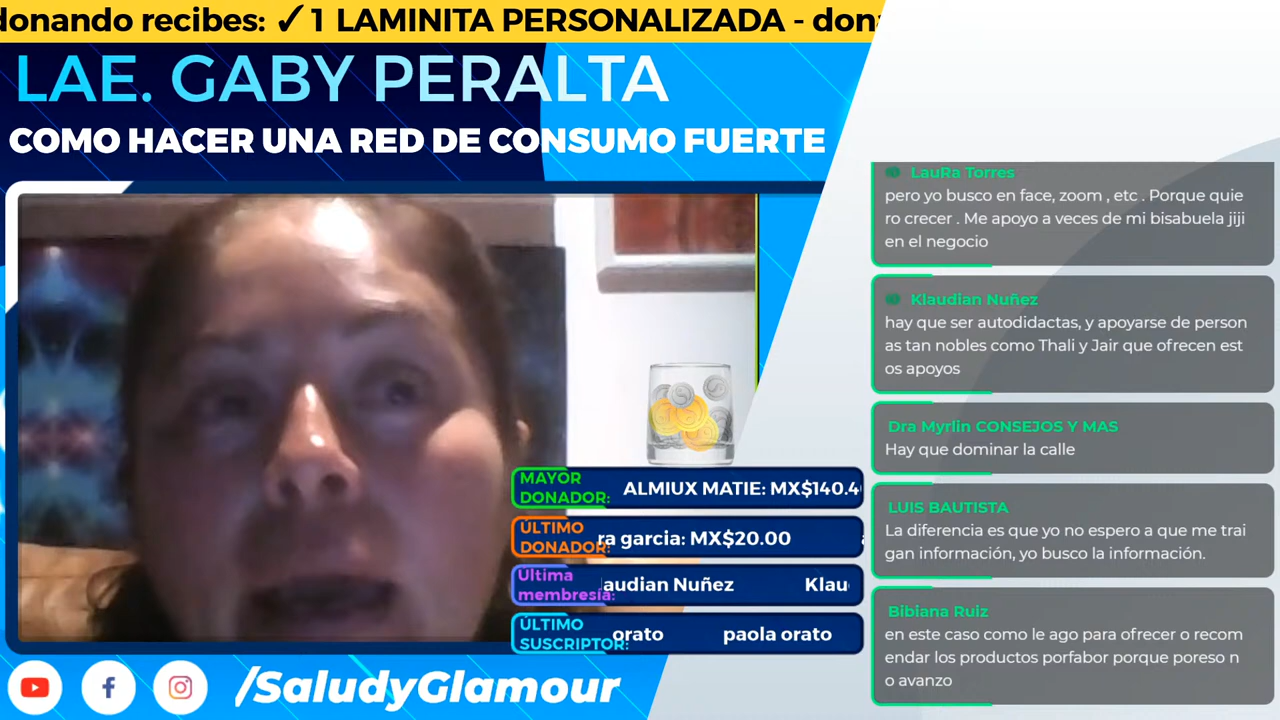 donando recibes: ✓1 LAMINITA PERSONALIZADA - dona
LAE. GABY PERALTA
COMO HACER UNA RED DE CONSUMO FUERTE
MAYOR
DONADOR:
ALMIUX MATIE: MX$140.4
ÚLTIMO
DONADOR:
ra garcia: MX$20.00
Última
membresía:
audian Nuñez Klau
ÚLTIMO
SUSCRIPTOR:
orato paola orato
/SaludyGlamour
LauRa Torres
pero yo busco en face, zoom , etc . Porque quie
ro crecer . Me apoyo a veces de mi bisabuela jiji
en el negocio
Klaudian Nuñez
hay que ser autodidactas, y apoyarse de person
as tan nobles como Thali y Jair que ofrecen est
os apoyos
Dra Myrlin CONSEJOS Y MAS
Hay que dominar la calle
LUIS BAUTISTA
La diferencia es que yo no espero a que me trai
gan información, yo busco la información.
Bibiana Ruiz
en este caso como le ago para ofrecer o recom
endar los productos porfabor porque poreso n
o avanzo